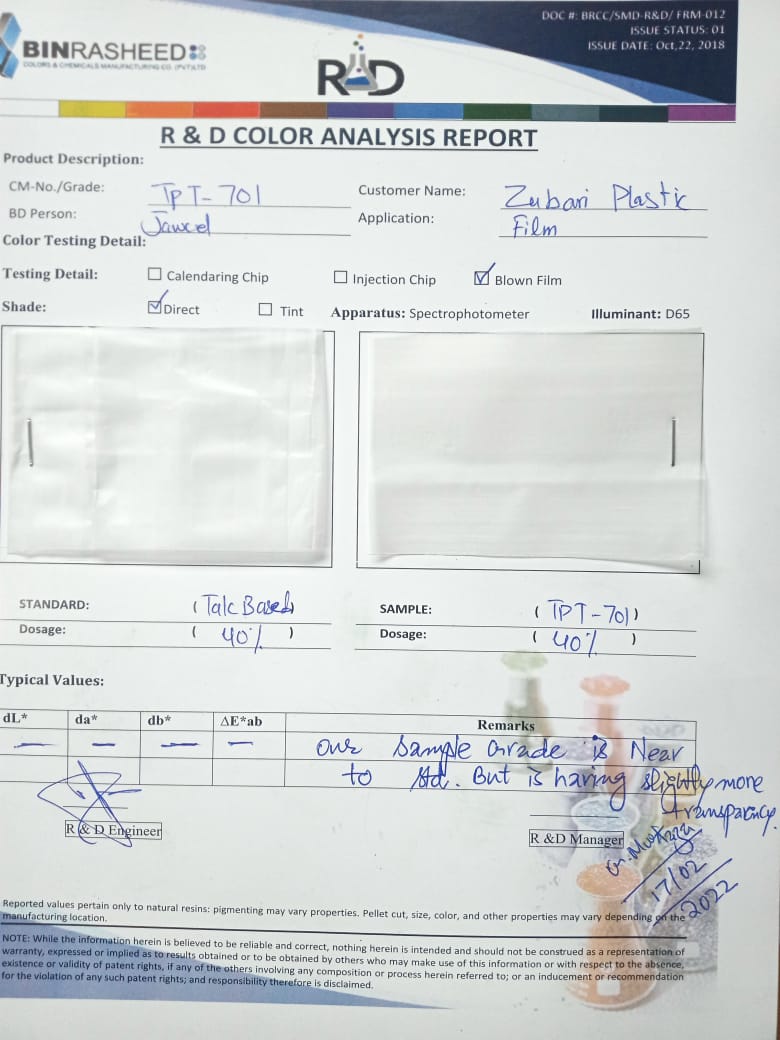 DOC #: BRCC/SMD-R&D/ FRM-012
ISSUE STATUS: 01
ISSUE DATE: Oct,22, 2018
BINRASHEED
COLORS & CHEMICALS MANUFACTURING CO. (PVT)LTD
R&D
R & D COLOR ANALYSIS REPORT
Product Description:
CM-No./Grade: TPT-701 Customer Name: Zubari Plastic
BD Person: Application: Film
Color Testing Detail:
Testing Detail: Calendaring Chip Injection Chip Blown Film
Shade: Direct Tint Apparatus: Spectrophotometer Illuminant: D65
STANDARD: (Talc Based) SAMPLE: (TPT-701)
Dosage: ( 40% ) Dosage: ( 40% )
Typical Values:
dL* da* db* ΔE*ab Remarks
— — — — our Sample Grade is Near
to std. But is having slightly more
transparency.
R & D Engineer R &D Manager
17/02
2022
Reported values pertain only to natural resins: pigmenting may vary properties. Pellet cut, size, color, and other properties may vary depending on the
manufacturing location.
NOTE: While the information herein is believed to be reliable and correct, nothing herein is intended and should not be construed as a representation of
warranty, expressed or implied as to results obtained or to be obtained by others who may make use of this information or with respect to the absence,
existence or validity of patent rights, if any of the others involving any composition or process herein referred to; or an inducement or recommendation
for the violation of any such patent rights; and responsibility therefore is disclaimed.